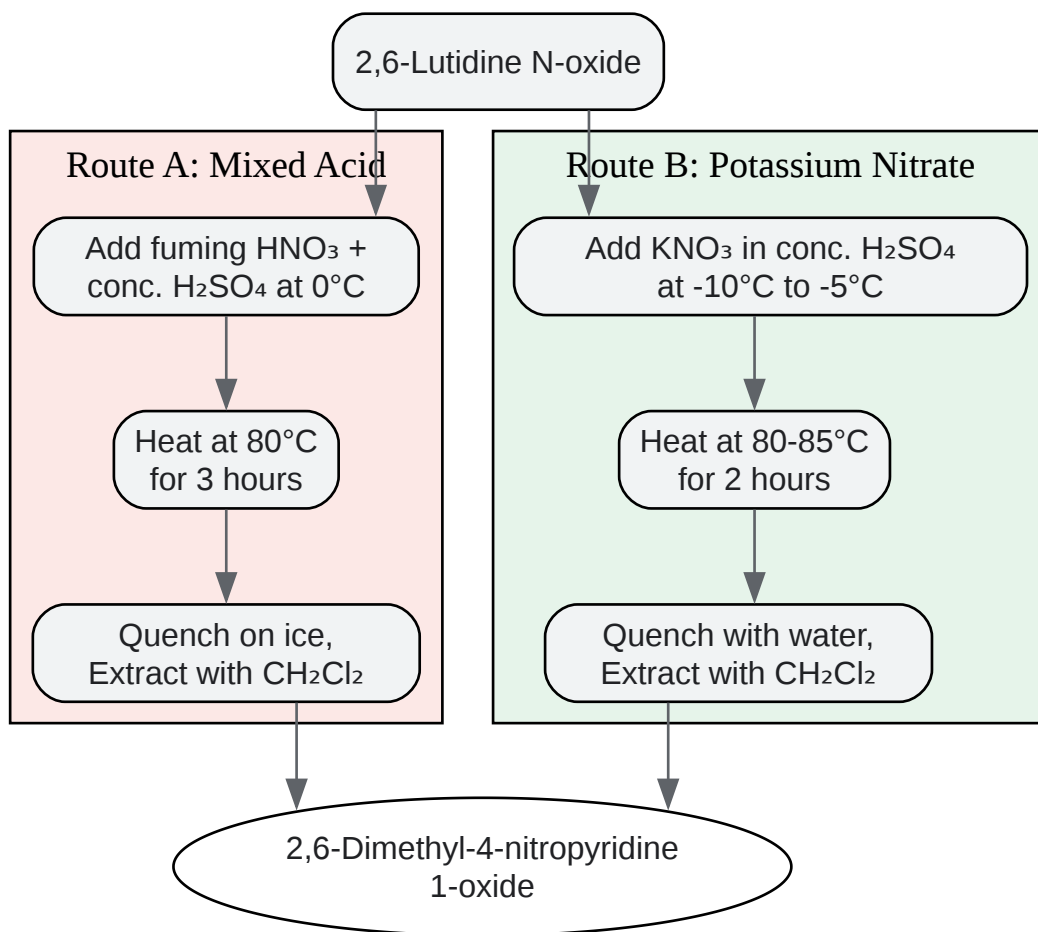 2,6-Lutidine N-oxide
Route A: Mixed Acid
Add fuming HNO₃ +
conc. H₂SO₄ at 0°C
Heat at 80°C
for 3 hours
Quench on ice,
Extract with CH₂Cl₂
Route B: Potassium Nitrate
Add KNO₃ in conc. H₂SO₄
at -10°C to -5°C
Heat at 80-85°C
for 2 hours
Quench with water,
Extract with CH₂Cl₂
2,6-Dimethyl-4-nitropyridine
1-oxide